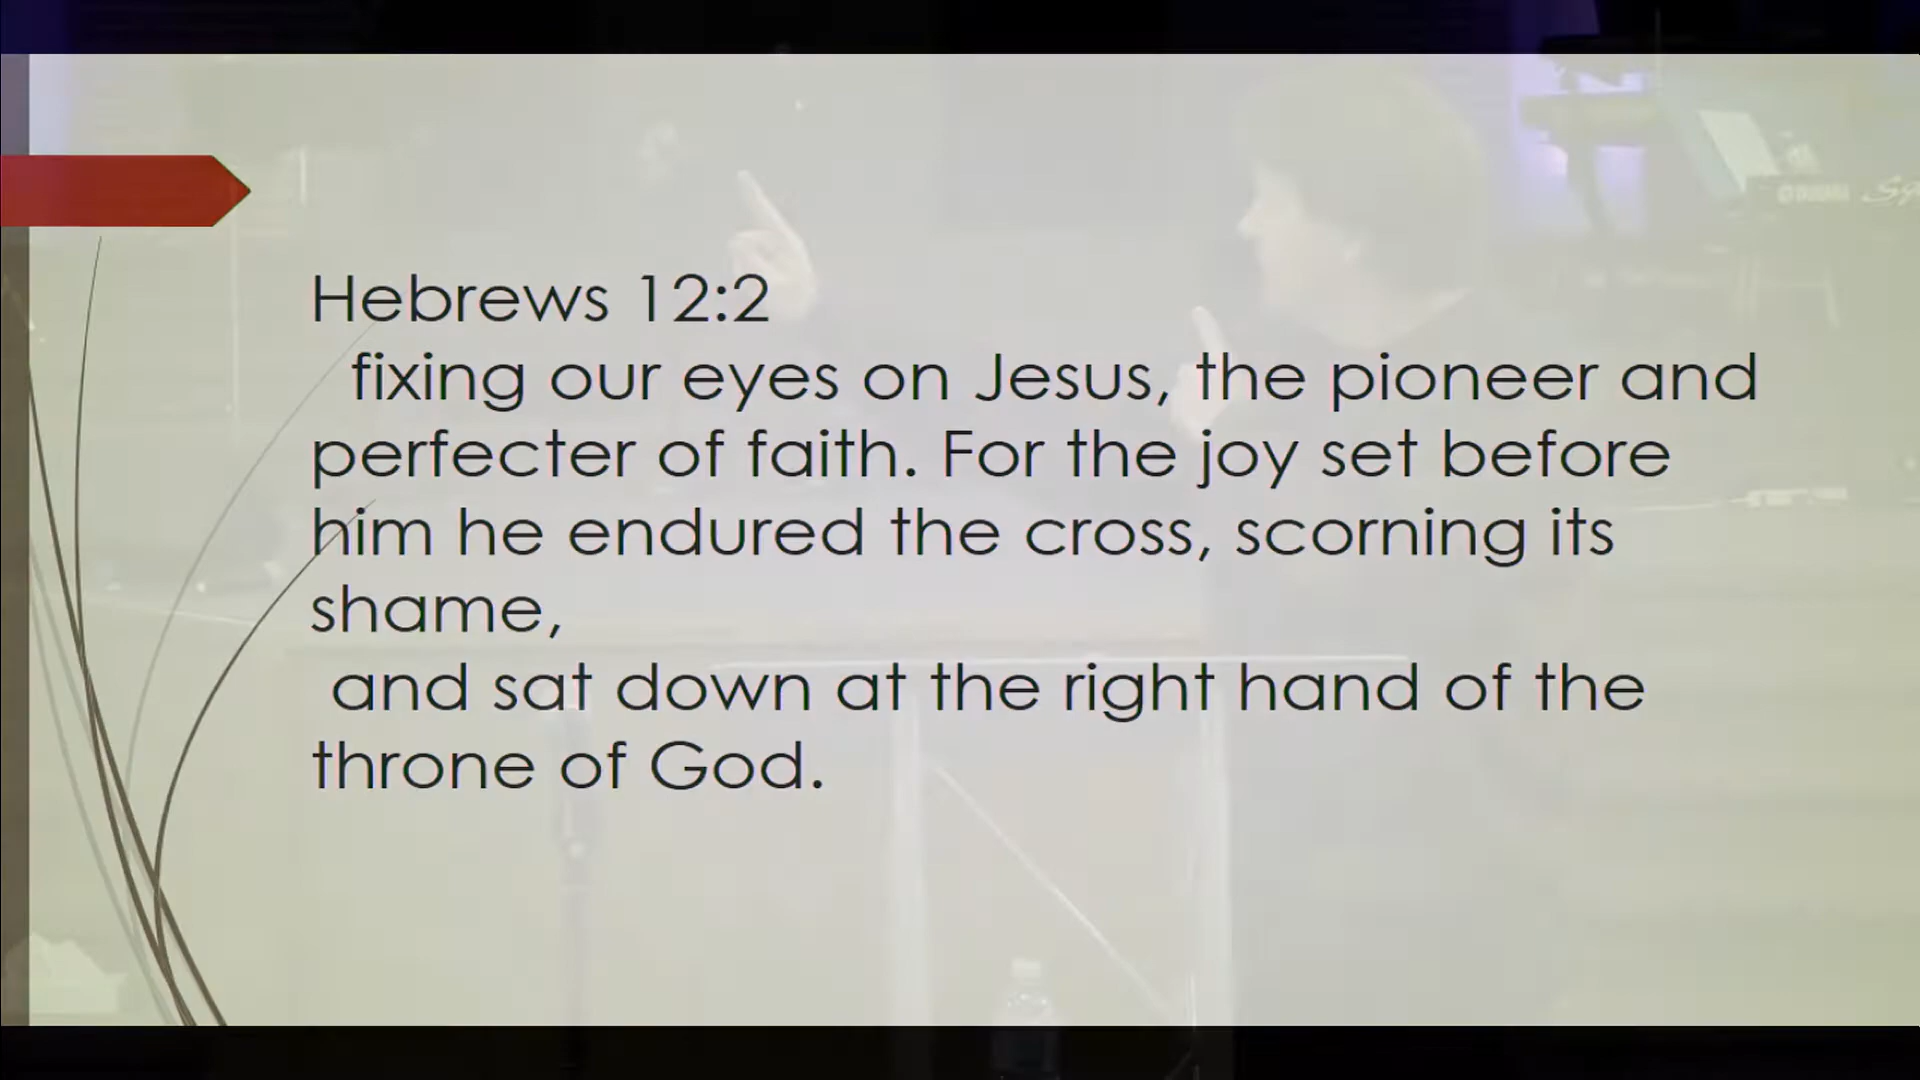 Hebrews 12:2
fixing our eyes on Jesus, the pioneer and
perfecter of faith. For the joy set before
him he endured the cross, scorning its
shame,
and sat down at the right hand of the
throne of God.